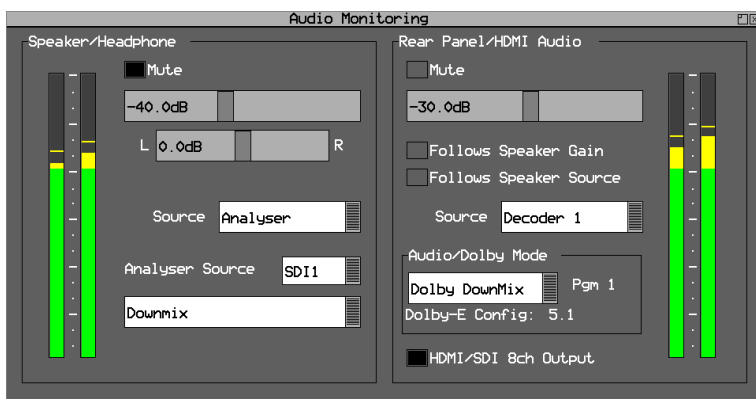 Audio Monitoring
Speaker/Headphone
Mute
-40.0dB
L 0.0dB R
Source Analyser
Analyser Source SDI1
Downmix
Rear Panel/HDMI Audio
Mute
-30.0dB
Follows Speaker Gain
Follows Speaker Source
Source Decoder 1
Audio/Dolby Mode
Dolby DownMix Pgm 1
Dolby-E Config: 5.1
HDMI/SDI 8ch Output